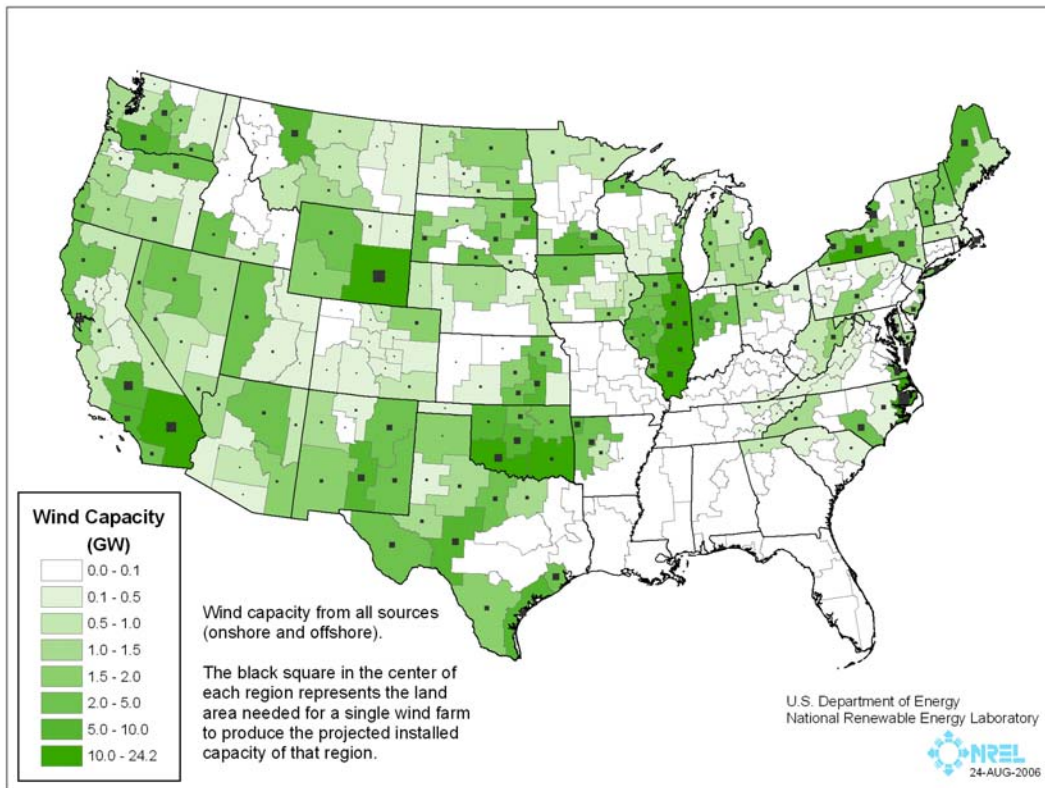 Wind Capacity
(GW)
0.0 - 0.1
0.1 - 0.5
0.5 - 1.0
1.0 - 1.5
1.5 - 2.0
2.0 - 5.0
5.0 - 10.0
10.0 - 24.2
Wind capacity from all sources
(onshore and offshore).
The black square in the center of
each region represents the land
area needed for a single wind farm
to produce the projected installed
capacity of that region.
U.S. Department of Energy
National Renewable Energy Laboratory
NREL
24-AUG-2006